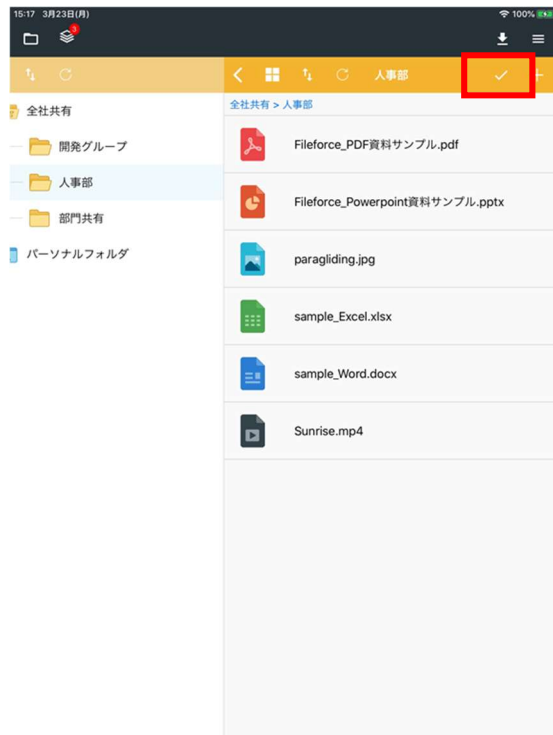 15:17 3月23日(月)
100%
3
人事部
全社共有
開発グループ
人事部
部門共有
パーソナルフォルダ
全社共有 > 人事部
Fileforce_PDF資料サンプル.pdf
Fileforce_Powerpoint資料サンプル.pptx
paragliding.jpg
sample_Excel.xlsx
sample_Word.docx
Sunrise.mp4